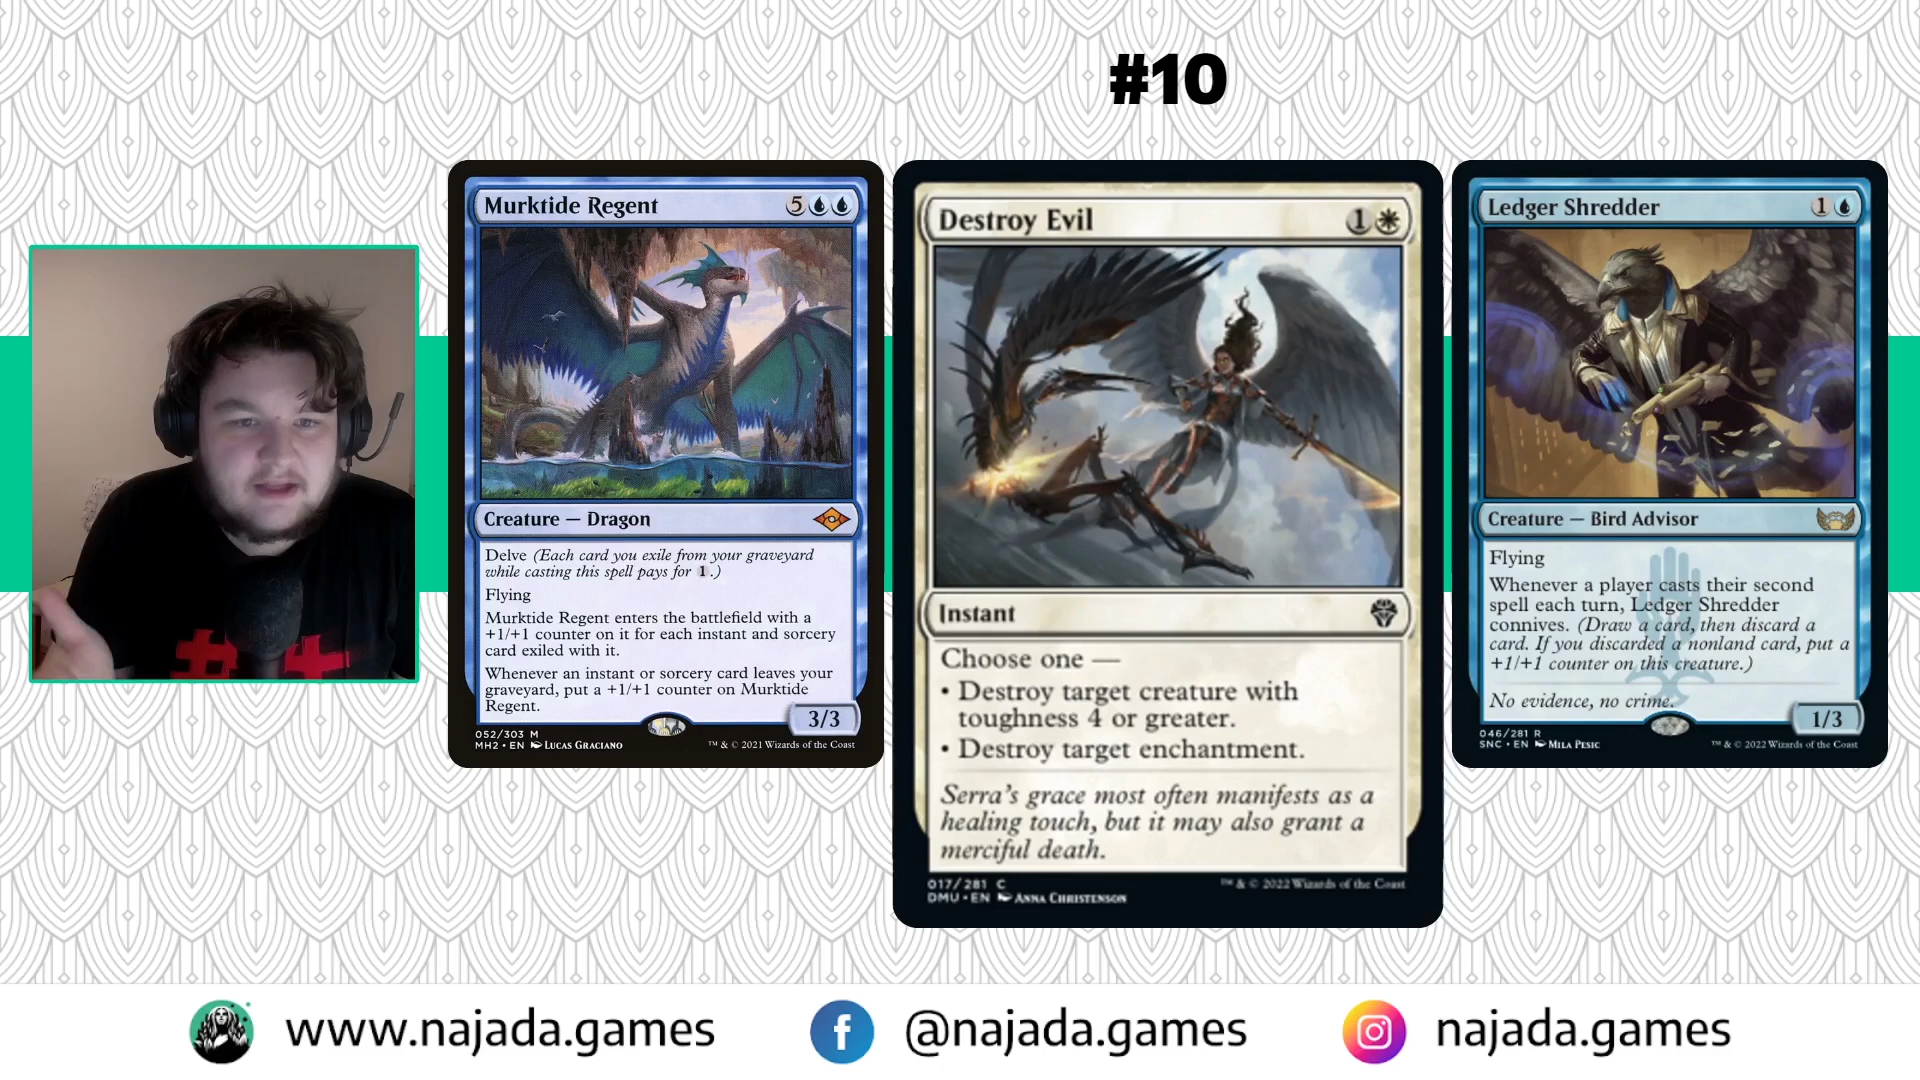 #10
Murktide Regent 5
Creature — Dragon
Delve (Each card you exile from your graveyard
while casting this spell pays for 1.)
Flying
Murktide Regent enters the battlefield with a
+1/+1 counter on it for each instant and sorcery
card exiled with it.
Whenever an instant or sorcery card leaves your
graveyard, put a +1/+1 counter on Murktide
Regent.
3/3
052/303 M
MH2 • EN Lucas Graciano
™ & © 2021 Wizards of the Coast
Destroy Evil 1
Instant
Choose one —
• Destroy target creature with
toughness 4 or greater.
• Destroy target enchantment.
Serra's grace most often manifests as a
healing touch, but it may also grant a
merciful death.
017/281 C
DMU • EN Anna Christenson
™ & © 2022 Wizards of the Coast
Ledger Shredder 1
Creature — Bird Advisor
Flying
Whenever a player casts their second
spell each turn, Ledger Shredder
connives. (Draw a card, then discard a
card. If you discarded a nonland card, put a
+1/+1 counter on this creature.)
No evidence, no crime.
1/3
046/281 R
SNC • EN Mila Pesic
™ & © 2022 Wizards of the Coast
www.najada.games
@najada.games
najada.games